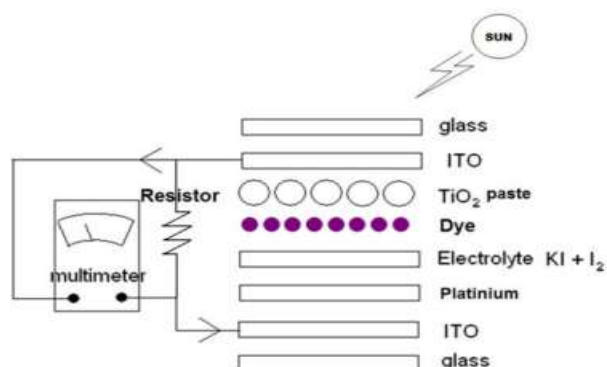 SUN
glass
ITO
Resistor
TiO₂ paste
Dye
multimeter
Electrolyte KI + I₂
Platinium
ITO
glass